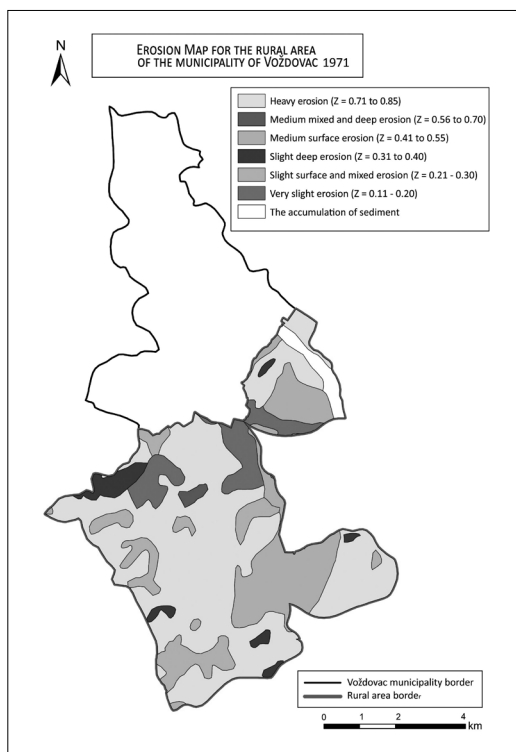 N
EROSION MAP FOR THE RURAL AREA
OF THE MUNICIPALITY OF VOŽDOVAC 1971
Heavy erosion (Z = 0.71 to 0.85)
Medium mixed and deep erosion (Z = 0.56 to 0.70)
Medium surface erosion (Z = 0.41 to 0.55)
Slight deep erosion (Z = 0.31 to 0.40)
Slight surface and mixed erosion (Z = 0.21 - 0.30)
Very slight erosion (Z = 0.11 - 0.20)
The accumulation of sediment
Voždovac municipality border
Rural area border
0 1 2 4
km